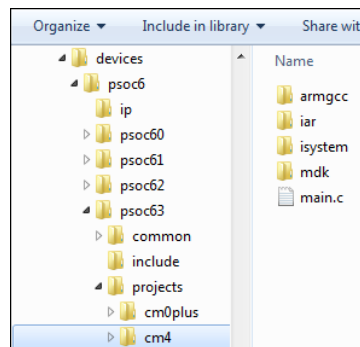 Organize Include in library Share wit
devices
psoc6
ip
psoc60
psoc61
psoc62
psoc63
common
include
projects
cm0plus
cm4
Name
armgcc
iar
isystem
mdk
main.c